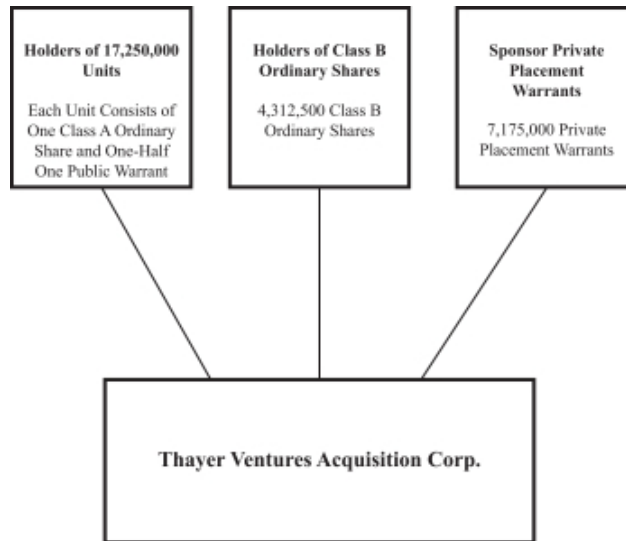 Holders of 17,250,000
Units
Each Unit Consists of
One Class A Ordinary
Share and One-Half
One Public Warrant
Holders of Class B
Ordinary Shares
4,312,500 Class B
Ordinary Shares
Sponsor Private
Placement
Warrants
7,175,000 Private
Placement Warrants
Thayer Ventures Acquisition Corp.